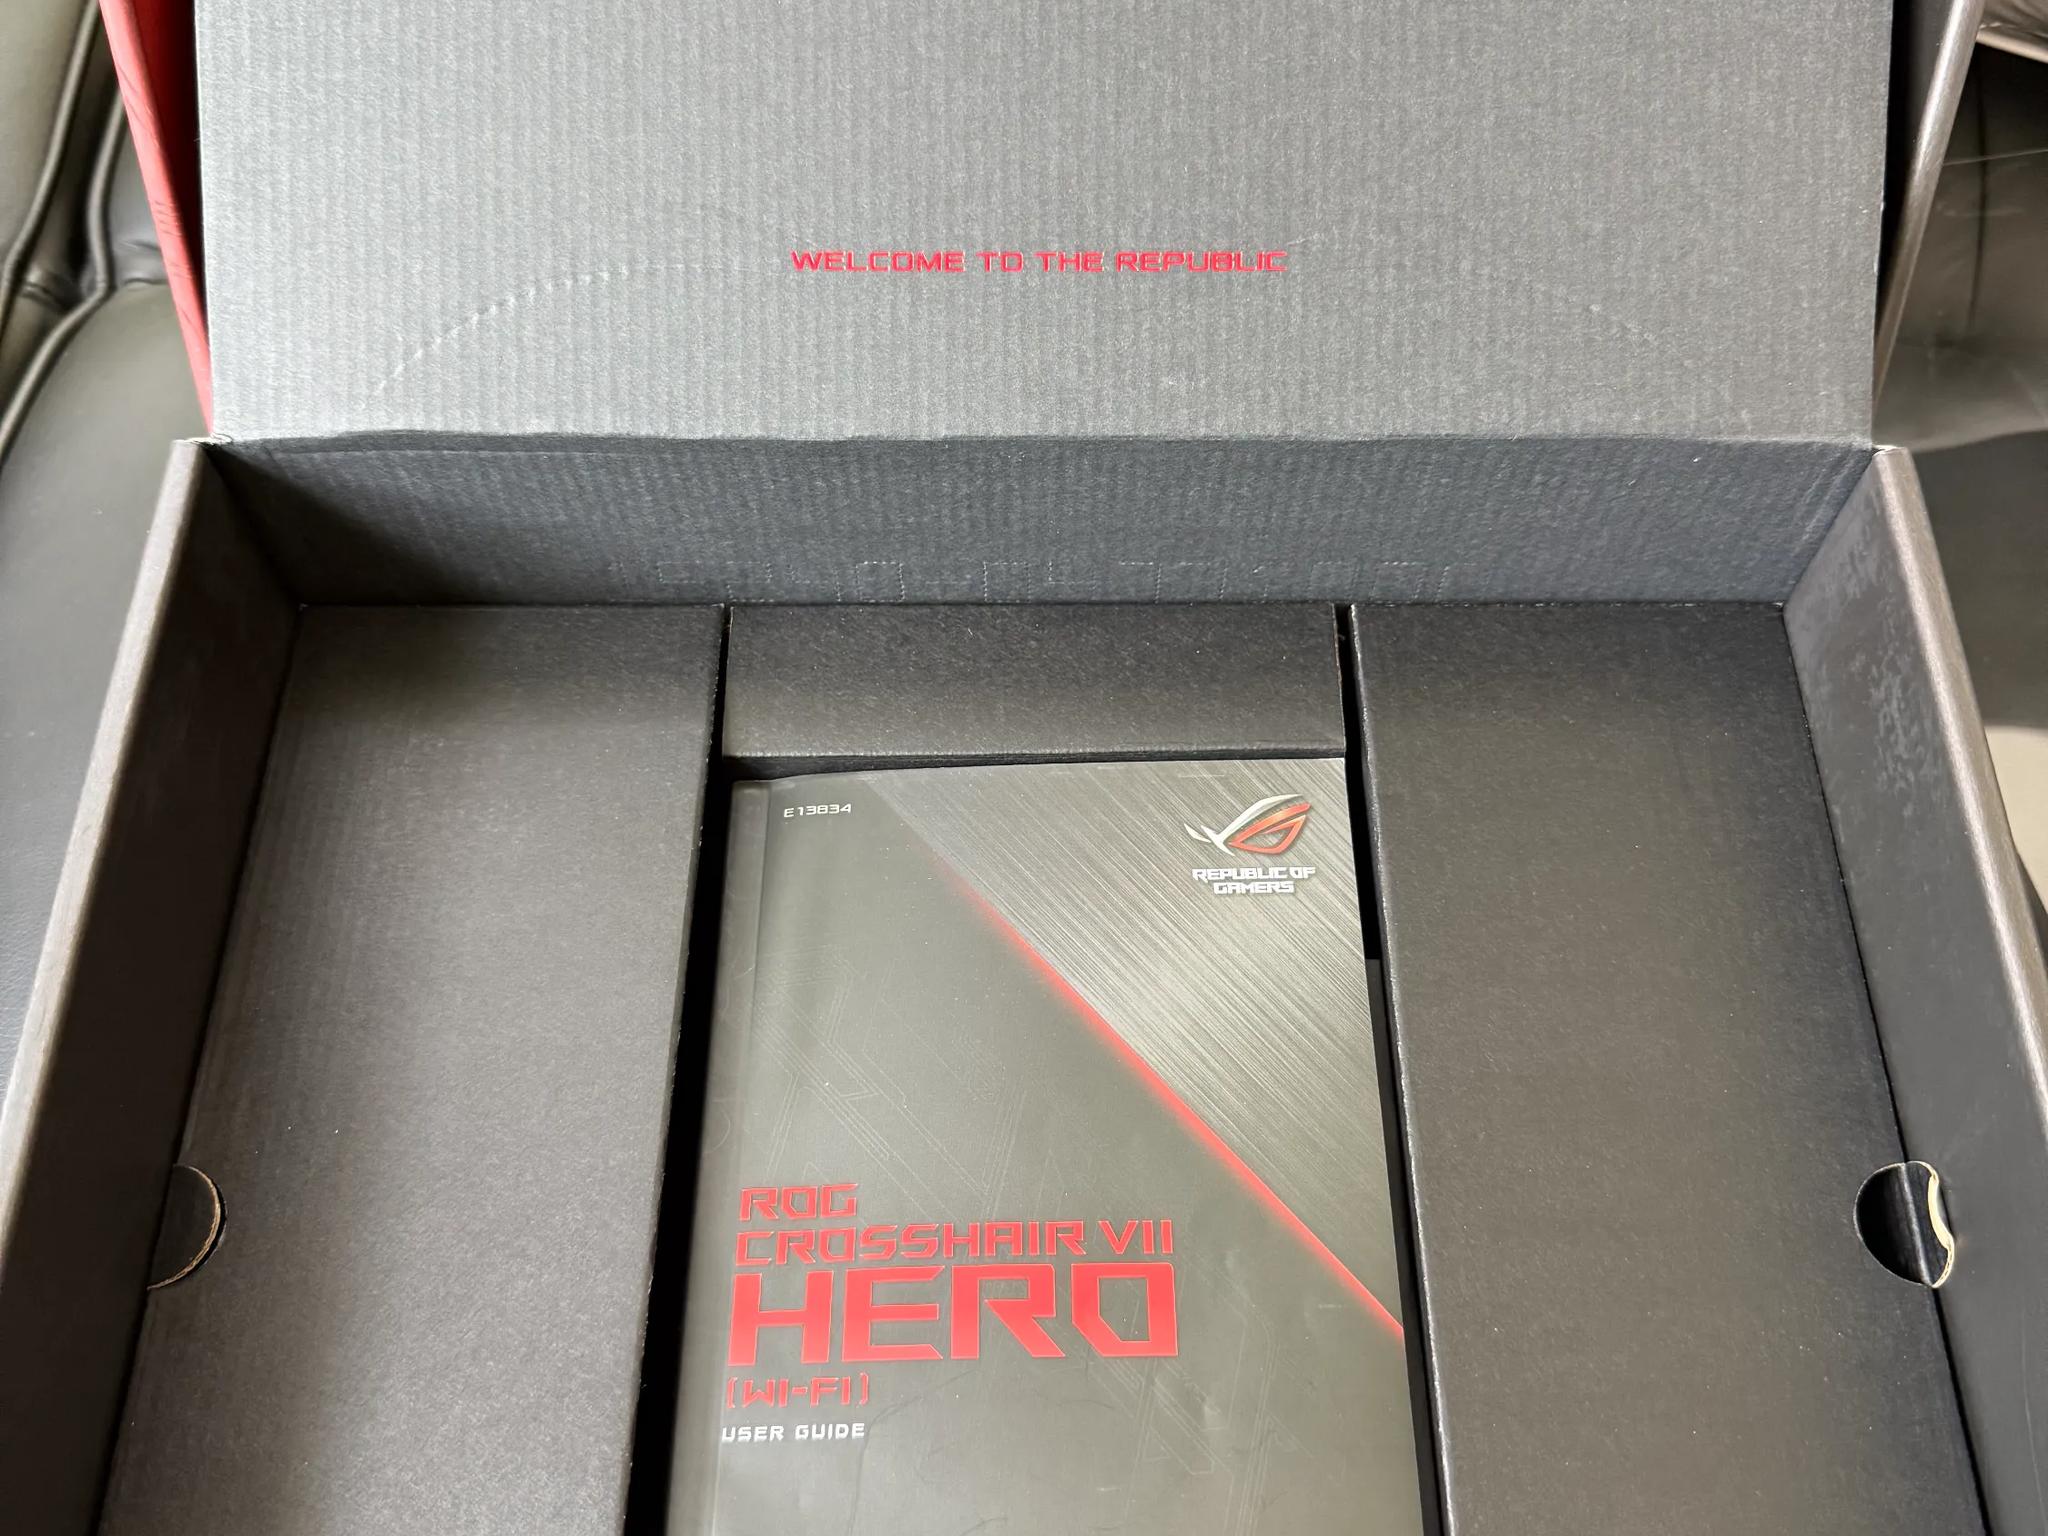 WELCOME TO THE REPUBLIC
E13834
REPUBLIC OF
GAMERS
ROG
CROSSHAIR VII
HERO
(WI-FI)
USER GUIDE